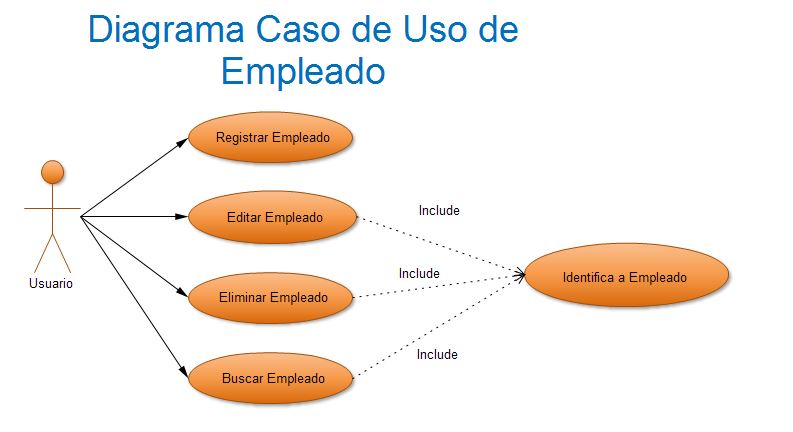 Diagrama Caso de Uso de
Empleado
Registrar Empleado
Editar Empleado
Include
Usuario
Eliminar Empleado
Include
Identifica a Empleado
Buscar Empleado
Include